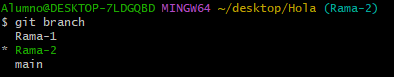 Alumno@DESKTOP-7LDGQBD MINGW64 ~/desktop/Hola (Rama-2)
$ git branch
  Rama-1
* Rama-2
  main